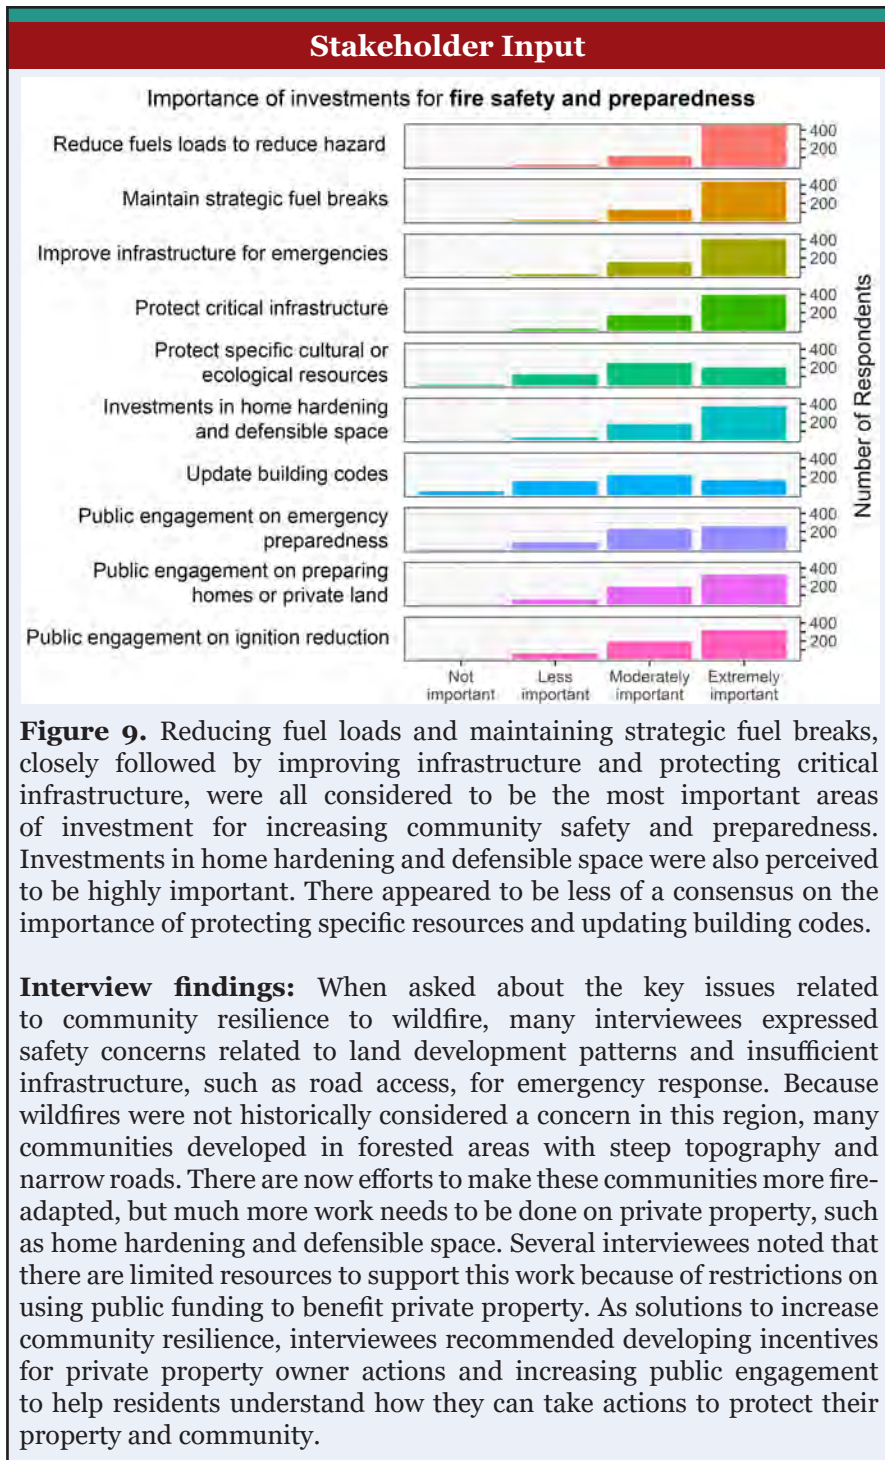 Stakeholder Input
Importance of investments for fire safety and preparedness
Reduce fuels loads to reduce hazard
400
200
Maintain strategic fuel breaks
400
200
Improve infrastructure for emergencies
400
200
Protect critical infrastructure
400
200
Protect specific cultural or
ecological resources
400
200
Investments in home hardening
and defensible space
400
200
Update building codes
400
200
Public engagement on emergency
preparedness
400
200
Public engagement on preparing
homes or private land
400
200
Public engagement on ignition reduction
400
200
Number of Respondents
Not
important
Less
important
Moderately
important
Extremely
important
Figure 9. Reducing fuel loads and maintaining strategic fuel breaks,
closely followed by improving infrastructure and protecting critical
infrastructure, were all considered to be the most important areas
of investment for increasing community safety and preparedness.
Investments in home hardening and defensible space were also perceived
to be highly important. There appeared to be less of a consensus on the
importance of protecting specific resources and updating building codes.
Interview findings: When asked about the key issues related
to community resilience to wildfire, many interviewees expressed
safety concerns related to land development patterns and insufficient
infrastructure, such as road access, for emergency response. Because
wildfires were not historically considered a concern in this region, many
communities developed in forested areas with steep topography and
narrow roads. There are now efforts to make these communities more fire-
adapted, but much more work needs to be done on private property, such
as home hardening and defensible space. Several interviewees noted that
there are limited resources to support this work because of restrictions on
using public funding to benefit private property. As solutions to increase
community resilience, interviewees recommended developing incentives
for private property owner actions and increasing public engagement
to help residents understand how they can take actions to protect their
property and community.